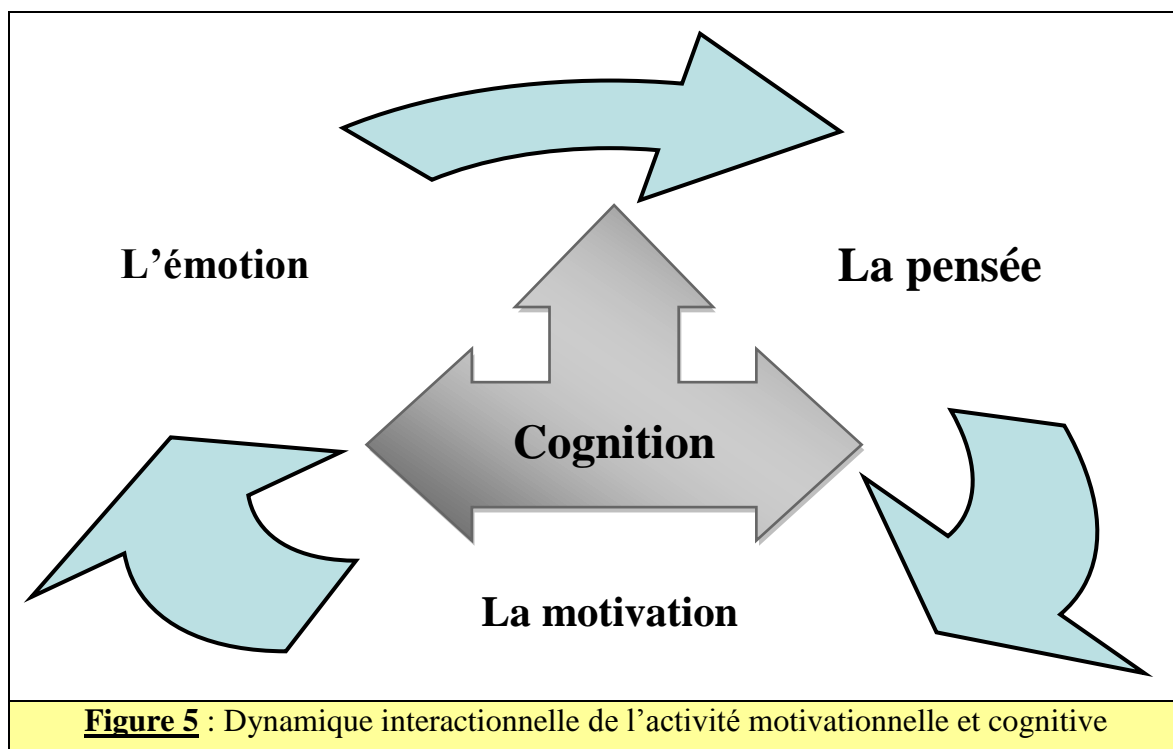 L’émotion
La pensée
Cognition
La motivation
Figure 5 : Dynamique interactionnelle de l’activité motivationnelle et cognitive